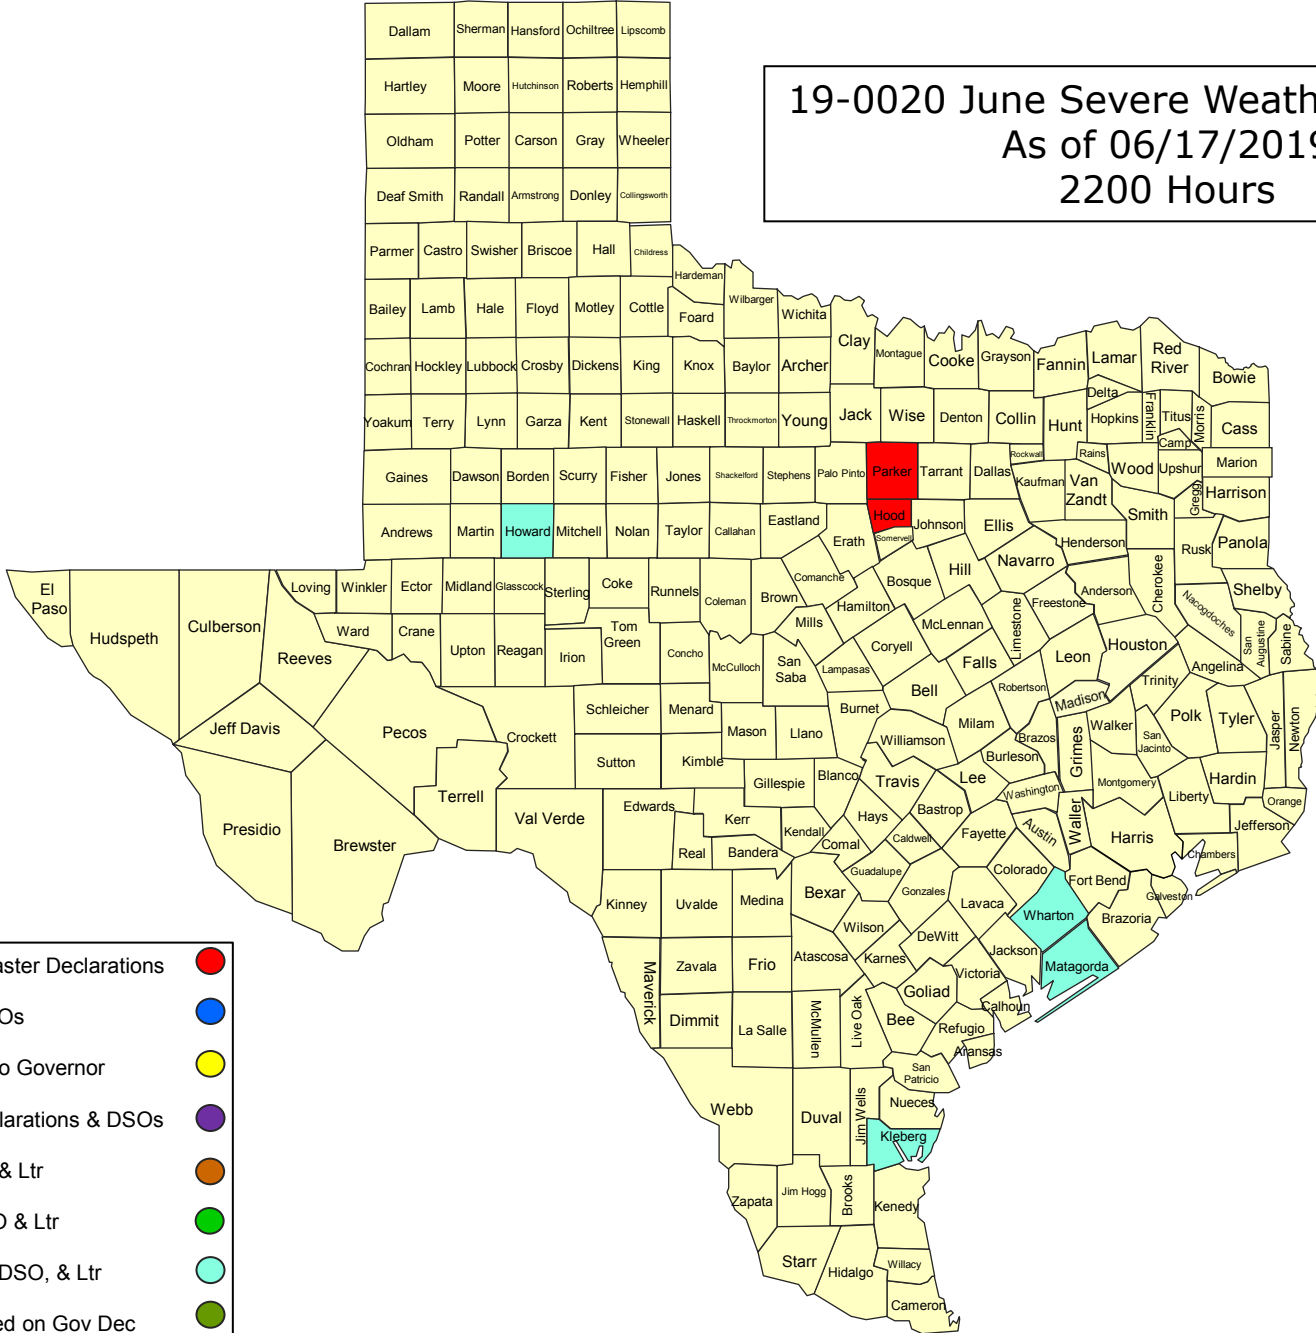 19-0020 June Severe Weath
As of 06/17/2019
2200 Hours
Dallam Sherman Hansford Ochiltree Lipscomb
Hartley Moore Hutchinson Roberts Hemphill
Oldham Potter Carson Gray Wheeler
Deaf Smith Randall Armstrong Donley Collingsworth
Parmer Castro Swisher Briscoe Hall Childress
Hardeman
Bailey Lamb Hale Floyd Motley Cottle Foard Wilbarger Wichita
Clay Montague Cooke Grayson Fannin Lamar Red
River Bowie
Cochran Hockley Lubbock Crosby Dickens King Knox Baylor Archer
Delta
Yoakum Terry Lynn Garza Kent Stonewall Haskell Throckmorton Young Jack Wise Denton Collin Hunt Hopkins Franklin Titus Morris Cass
Camp
Gaines Dawson Borden Scurry Fisher Jones Shackelford Stephens Palo Pinto Parker Tarrant Dallas Rockwall Kaufman Rains Van
Zandt Wood Upshur Gregg Marion
Harrison
Andrews Martin Howard Mitchell Nolan Taylor Callahan Eastland Erath Hood Somervell Johnson Ellis Henderson Smith Rusk Panola
El
Paso Hudspeth Culberson Loving Winkler Ector Midland Glasscock Sterling Coke Runnels Coleman Brown Comanche Hamilton Bosque Hill Navarro Freestone Anderson Cherokee Nacogdoches Shelby
Reeves Ward Crane Upton Reagan Irion Tom
Green Concho McCulloch San
Saba Mills Lampasas Coryell McLennan Limestone Falls Leon Houston Angelina San
Augustine Sabine
Jeff Davis Pecos Crockett Schleicher Menard Mason Llano Burnet Bell Milam Robertson Madison Trinity
Walker San
Jacinto Polk Tyler Jasper Newton
Sutton Kimble Gillespie Blanco Williamson Travis Lee Burleson Brazos Grimes Montgomery Liberty Hardin Orange
Presidio Brewster Terrell Val Verde Edwards Kerr Kendall Hays Bastrop Washington Austin Waller Harris Jefferson
Real Bandera Comal Caldwell Fayette Chambers
Kinney Uvalde Medina Bexar Guadalupe Gonzales Lavaca Colorado Fort Bend Galveston
Wilson DeWitt Wharton Brazoria
Maverick Zavala Frio Atascosa Karnes Jackson Matagorda
Victoria
Dimmit La Salle McMullen Live Oak Bee Goliad Calhoun
Refugio
Aransas
San
Patricio
Webb Duval Jim Wells Nueces
Kleberg
Zapata Jim Hogg Brooks Kenedy
Starr Hidalgo Willacy
Cameron
aster Declarations
Os
o Governor
larations & DSOs
& Ltr
O & Ltr
DSO, & Ltr
ed on Gov Dec